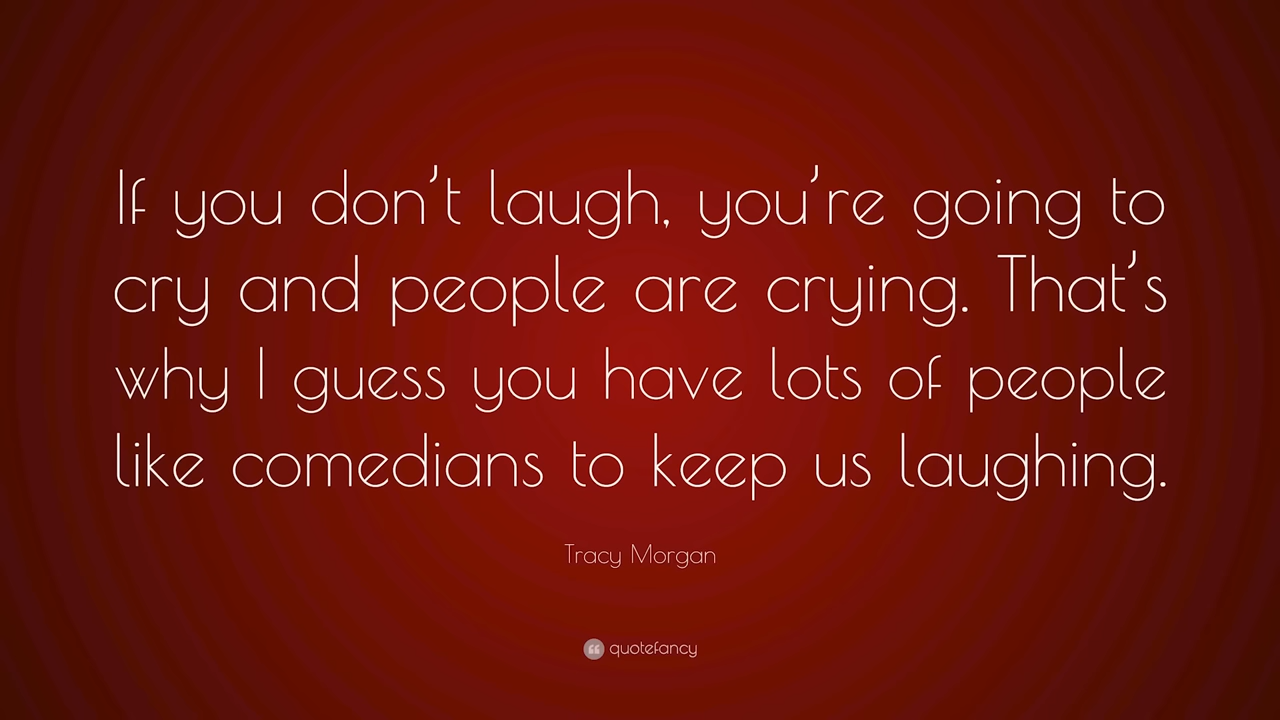 If you don’t laugh, you’re going to
cry and people are crying. That’s
why I guess you have lots of people
like comedians to keep us laughing.
Tracy Morgan
quotefancy